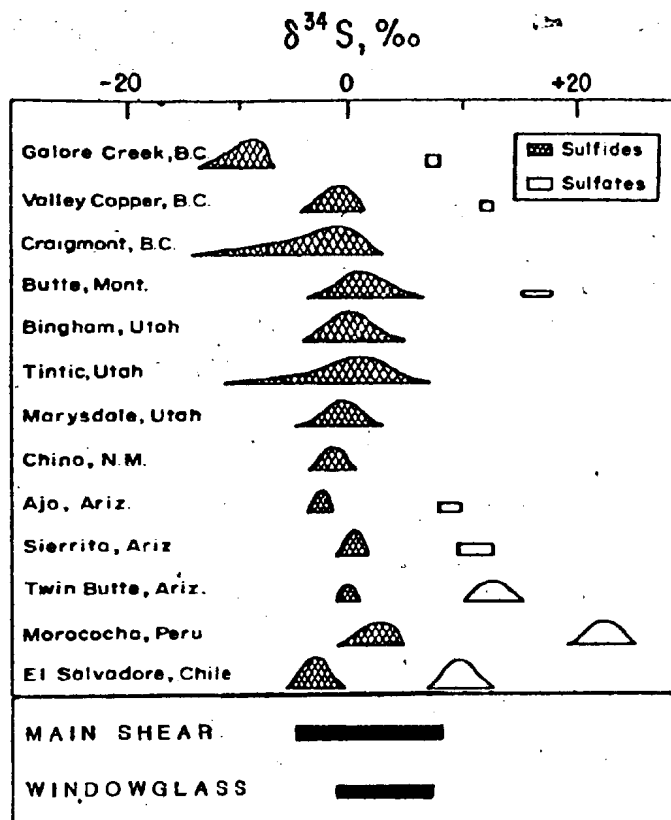 δ34 S, ‰
-20 0 +20
Galore Creek, B.C.
Sulfides
Sulfates
Valley Copper, B.C.
Craigmont, B.C.
Butte, Mont.
Bingham, Utah
Tintic, Utah
Marysdale, Utah
Chino, N.M.
Ajo, Ariz.
Sierrita, Ariz
Twin Butte, Ariz.
Morococha, Peru
El Salvadore, Chile
MAIN SHEAR
WINDOWGLASS